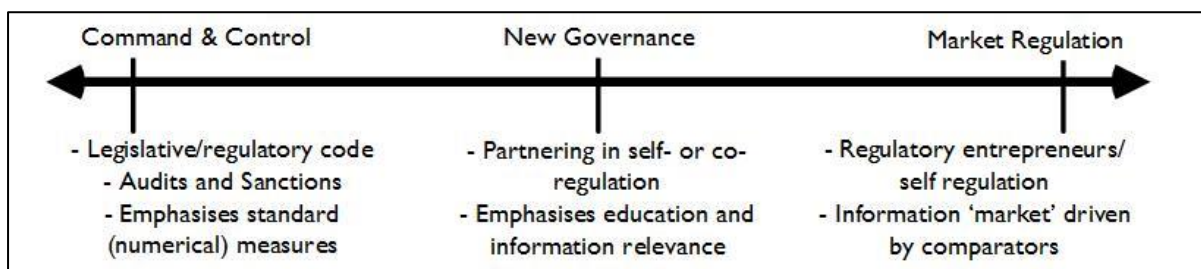 Command & Control
New Governance
Market Regulation
- Legislative/regulatory code
- Audits and Sanctions
- Emphasises standard
(numerical) measures
- Partnering in self- or co-
regulation
- Emphasises education and
information relevance
- Regulatory entrepreneurs/
self regulation
- Information ‘market’ driven
by comparators